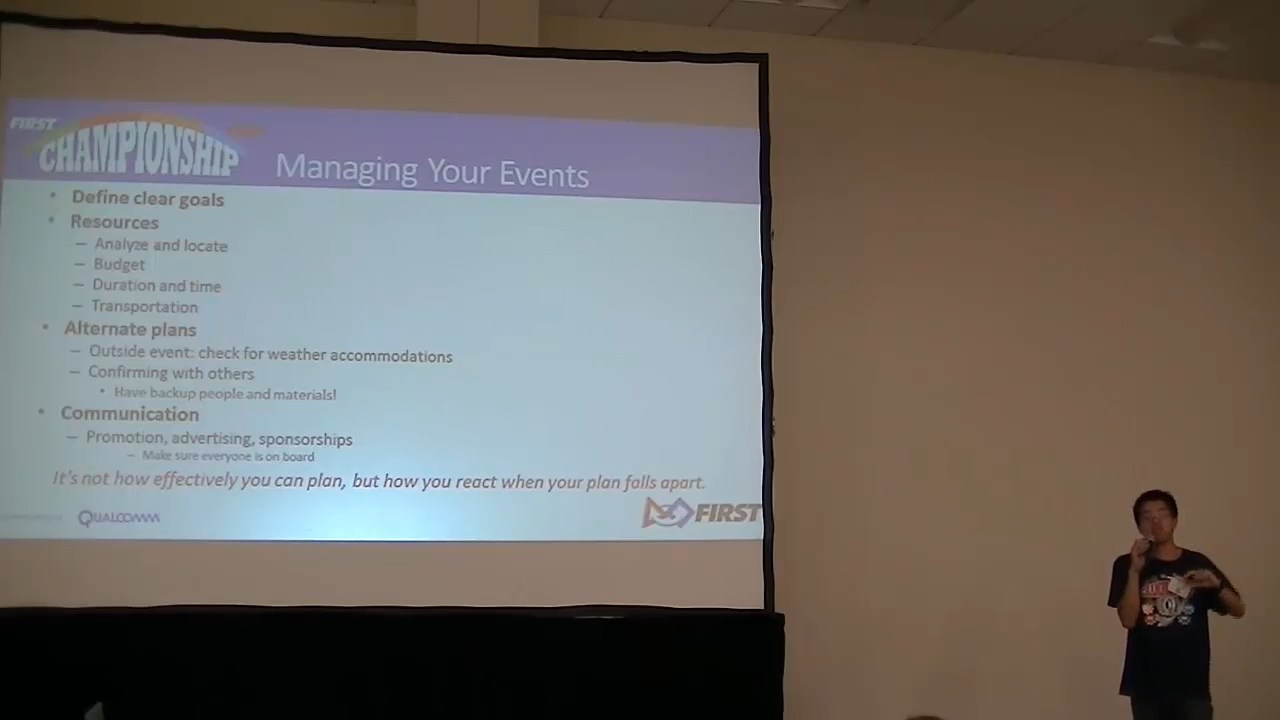 FIRST
CHAMPIONSHIP
Managing Your Events
• Define clear goals
• Resources
– Analyze and locate
– Budget
– Duration and time
– Transportation
• Alternate plans
– Outside event: check for weather accommodations
– Confirming with others
• Have backup people and materials!
• Communication
– Promotion, advertising, sponsorships
– Make sure everyone is on board
It's not how effectively you can plan, but how you react when your plan falls apart.
QUALCOMM
FIRST